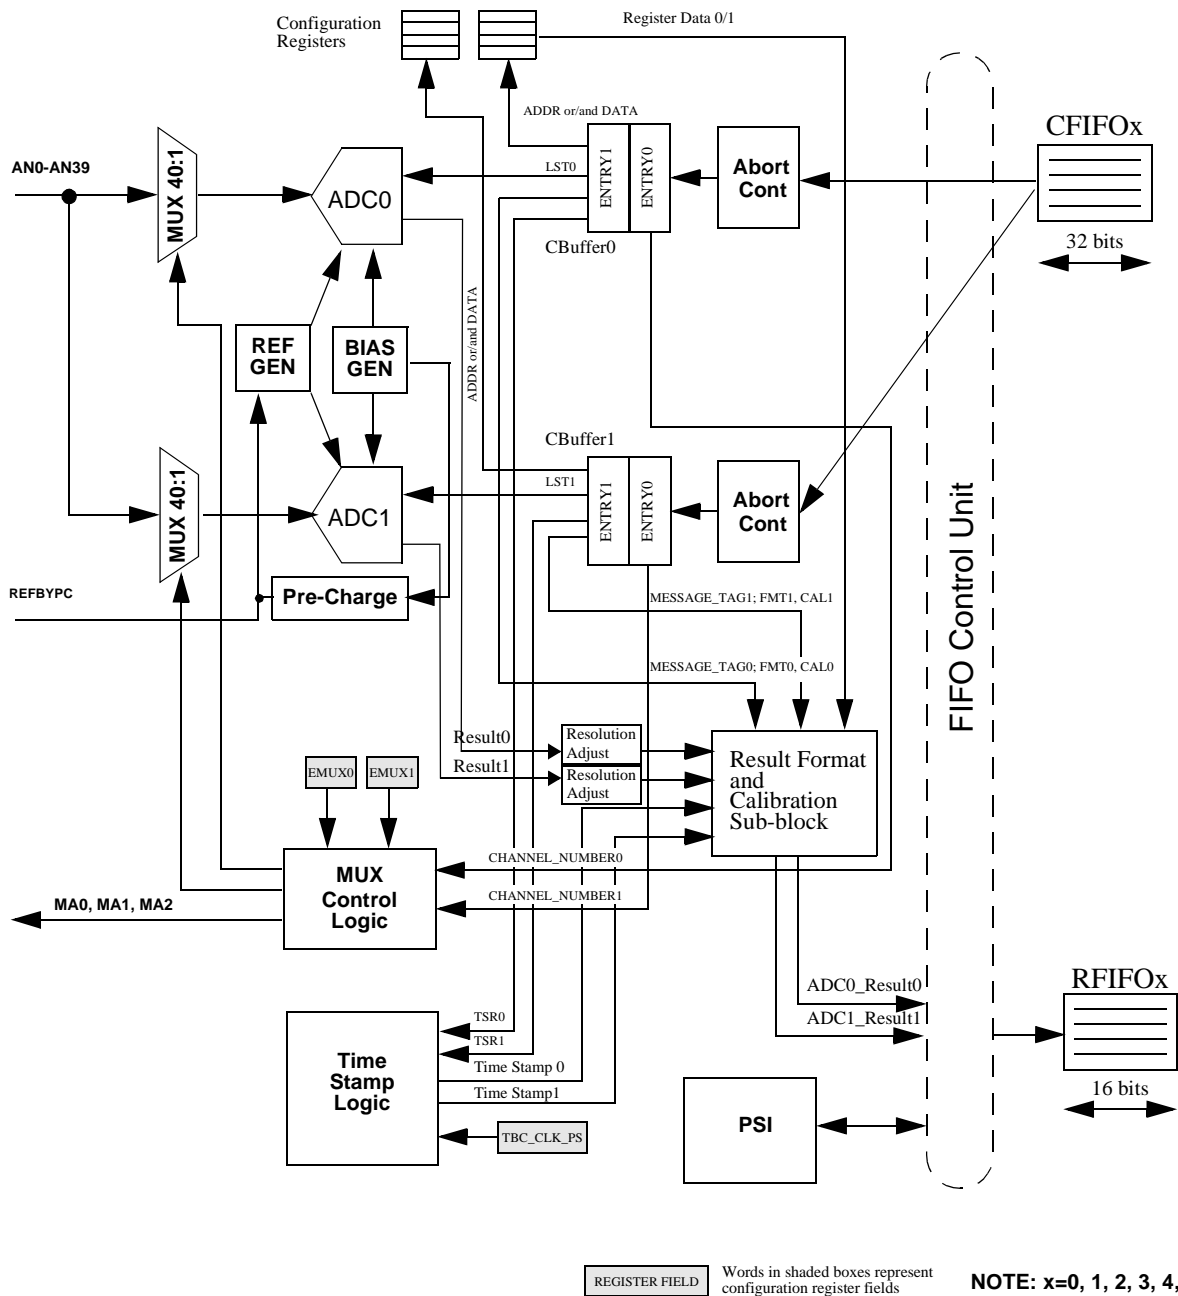 Configuration
Registers
Register Data 0/1
ADDR or/and DATA
CFIFOx
AN0-AN39
MUX 40:1
ADC0
LST0
ENTRY1
ENTRY0
Abort
Cont
CBuffer0
32 bits
REF
GEN
BIAS
GEN
ADDR or/and DATA
CBuffer1
MUX 40:1
ADC1
LST1
ENTRY1
ENTRY0
Abort
Cont
FIFO Control Unit
REFBYPC
Pre-Charge
MESSAGE_TAG1; FMT1, CAL1
MESSAGE_TAG0; FMT0, CAL0
Result0
Resolution
Adjust
Result1
Resolution
Adjust
Result Format
and
Calibration
Sub-block
EMUX0
EMUX1
MUX
Control
Logic
CHANNEL_NUMBER0
CHANNEL_NUMBER1
MA0, MA1, MA2
ADC0_Result0
ADC1_Result1
RFIFOx
16 bits
TSR0
TSR1
Time Stamp 0
Time Stamp1
Time
Stamp
Logic
TBC_CLK_PS
PSI
REGISTER FIELD
Words in shaded boxes represent
configuration register fields
NOTE: x=0, 1, 2, 3, 4,